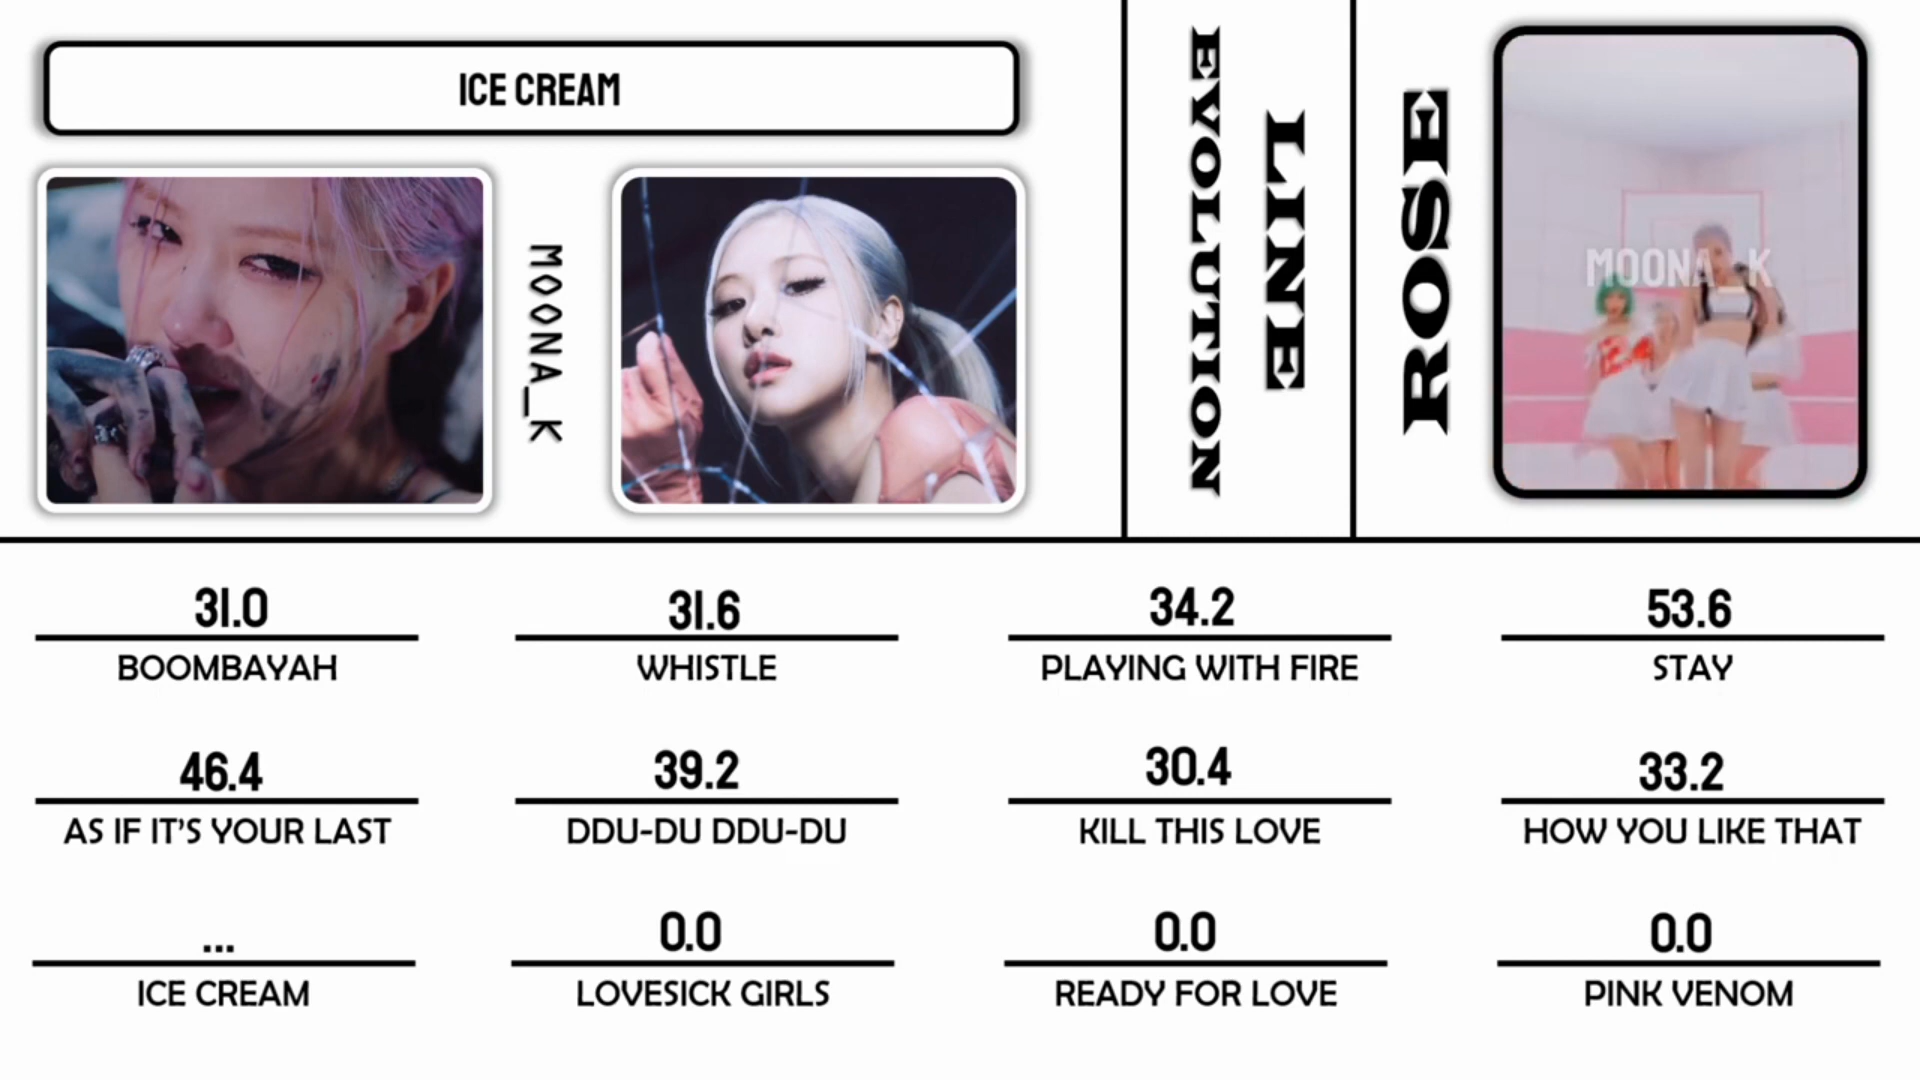 ICE CREAM
MOONA_K
EVOLUTION
LINE
ROSE
MOONA_K
31.0
BOOMBAYAH
31.6
WHISTLE
34.2
PLAYING WITH FIRE
53.6
STAY
46.4
AS IF IT'S YOUR LAST
39.2
DDU-DU DDU-DU
30.4
KILL THIS LOVE
33.2
HOW YOU LIKE THAT
...
ICE CREAM
0.0
LOVESICK GIRLS
0.0
READY FOR LOVE
0.0
PINK VENOM